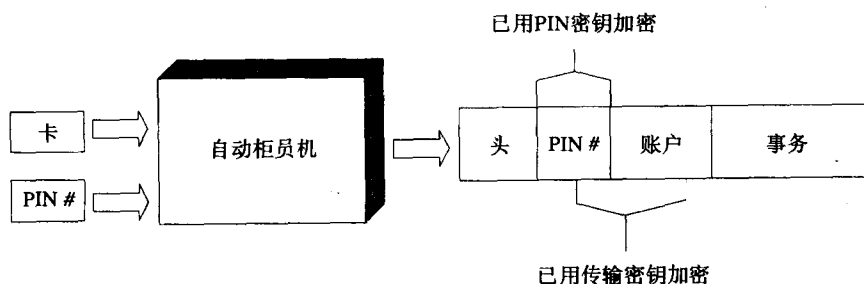 已用PIN密钥加密
卡
PIN #
自动柜员机
头
PIN #
账户
事务
已用传输密钥加密